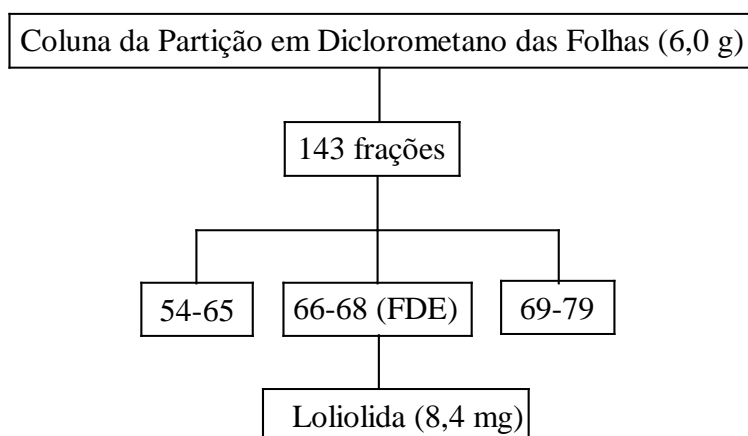 Coluna da Partição em Diclorometano das Folhas (6,0 g)
143 frações
54-65
66-68 (FDE)
69-79
Loliolida (8,4 mg)